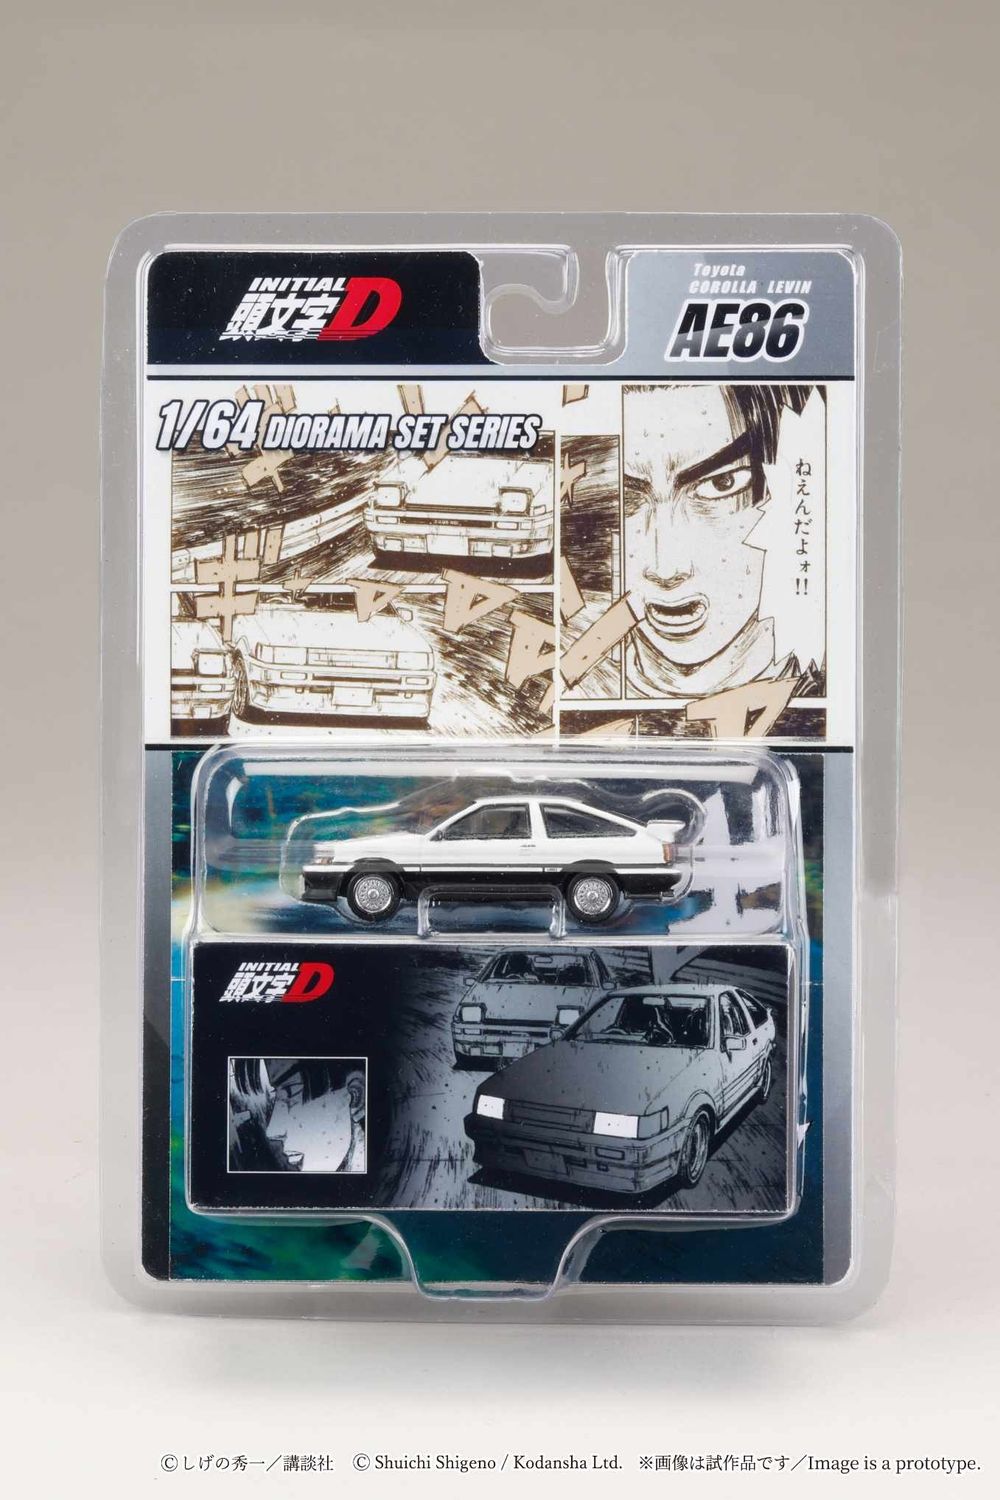 INITIAL
頭文字D
Toyota
COROLLA LEVIN
AE86
1/64 DIORAMA SET SERIES
ねえんだよォ!!
INITIAL
頭文字D
©しげの秀一／講談社 © Shuichi Shigeno / Kodansha Ltd. ※画像は試作品です／Image is a prototype.